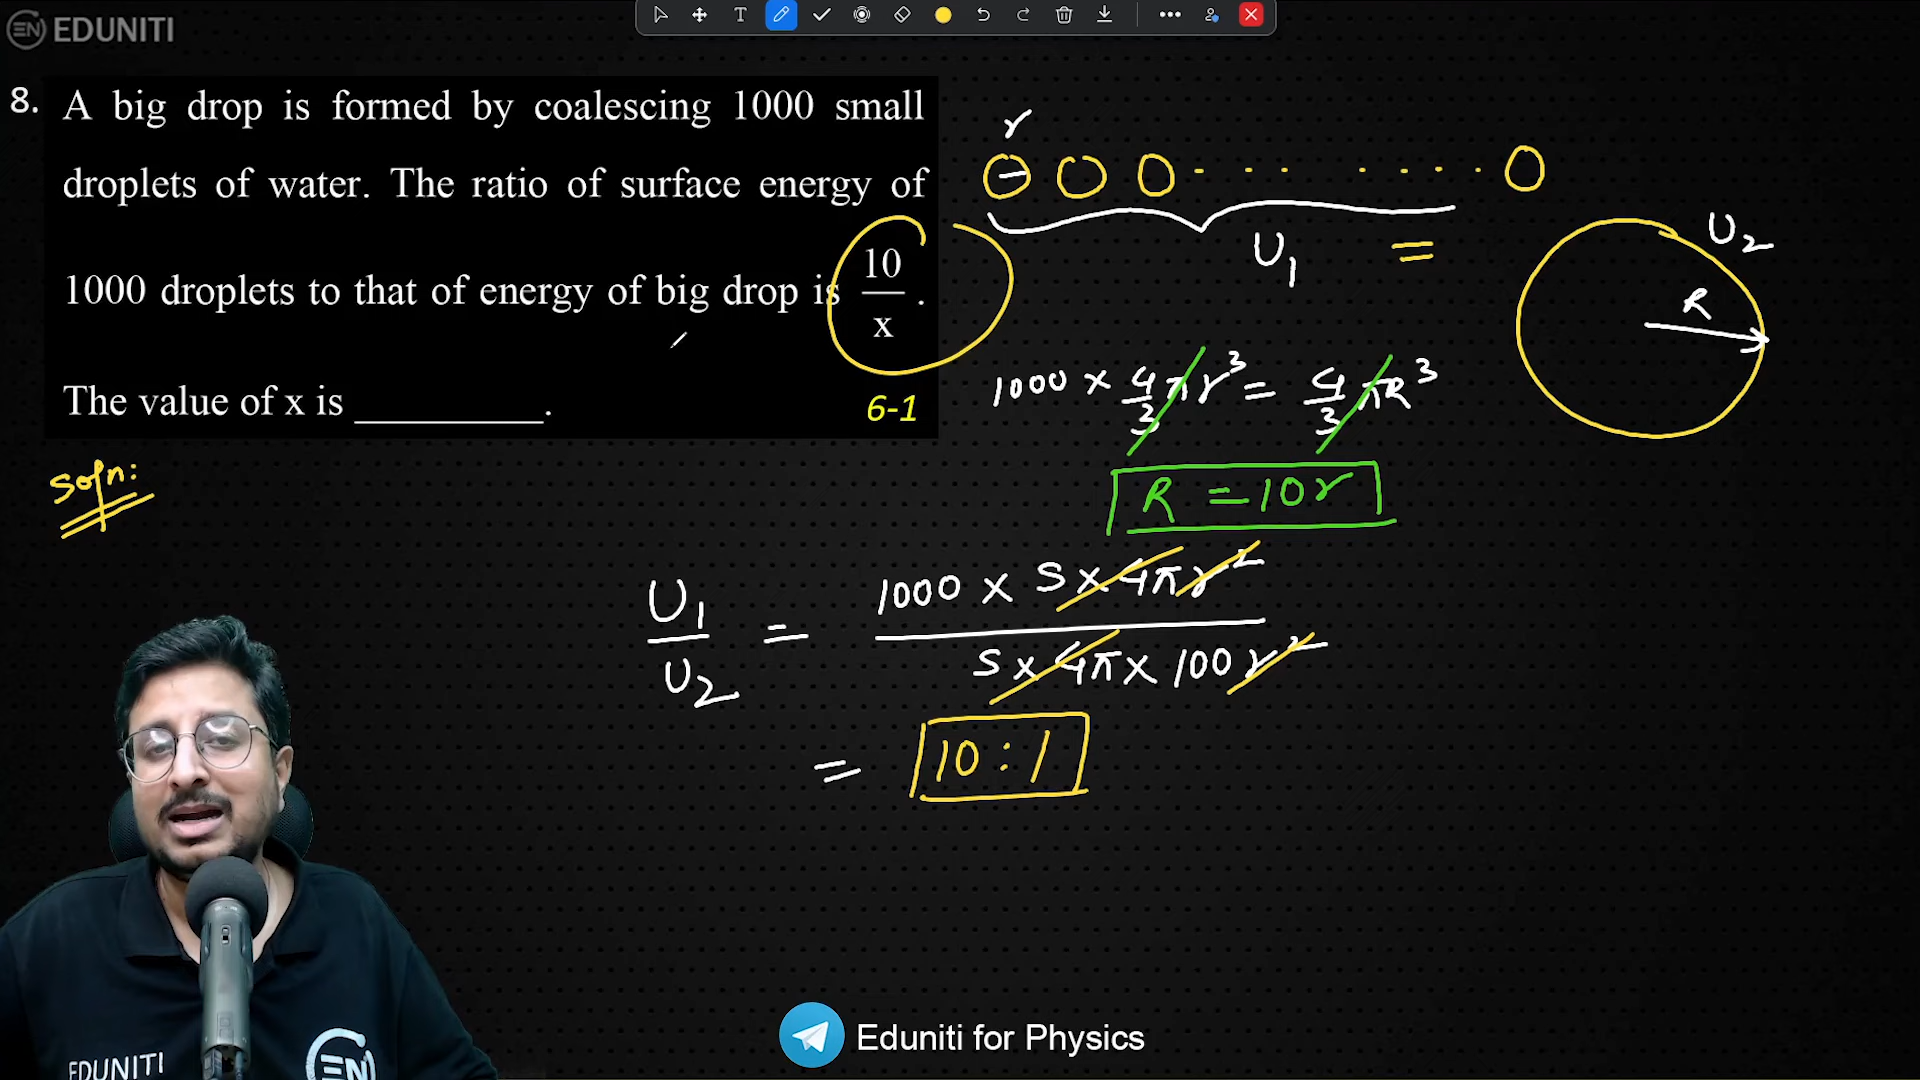 EDUNITI
8. A big drop is formed by coalescing 1000 small
droplets of water. The ratio of surface energy of
1000 droplets to that of energy of big drop is 10/x.
The value of x is __________.
6-1
Soln:
r
U1 =
U2
R
1000 × 4/3 πr³ = 4/3 πR³
R = 10r
U1/U2 = 1000 × S × 4πr² / S × 4π × 100r²
= 10 : 1
EDUNITI
EN
Eduniti for Physics